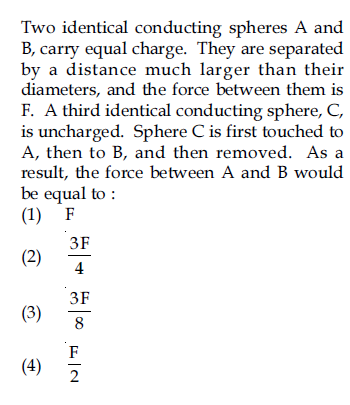 Two identical conducting spheres A and
B, carry equal charge. They are separated
by a distance much larger than their
diameters, and the force between them is
F. A third identical conducting sphere, C,
is uncharged. Sphere C is first touched to
A, then to B, and then removed. As a
result, the force between A and B would
be equal to :
(1) F
(2) 3F/4
(3) 3F/8
(4) F/2